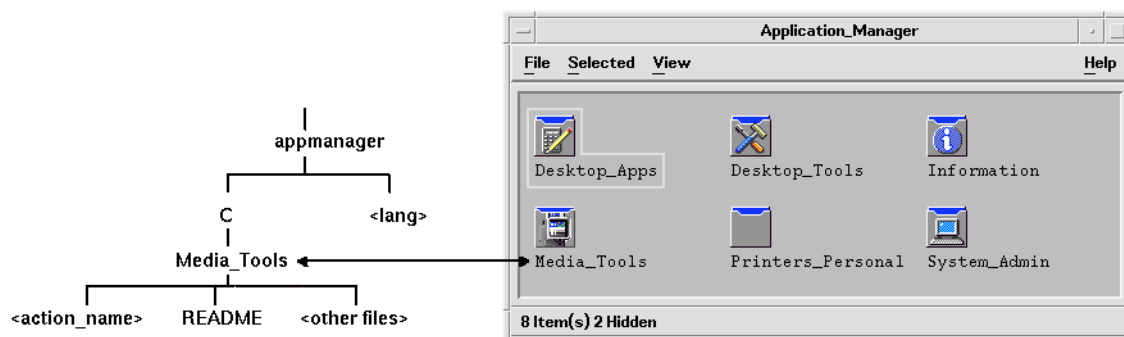 Application_Manager
File Selected View Help
appmanager
C <lang>
Media_Tools
<action_name> README <other files>
Desktop_Apps Desktop_Tools Information
Media_Tools Printers_Personal System_Admin
8 Item(s) 2 Hidden